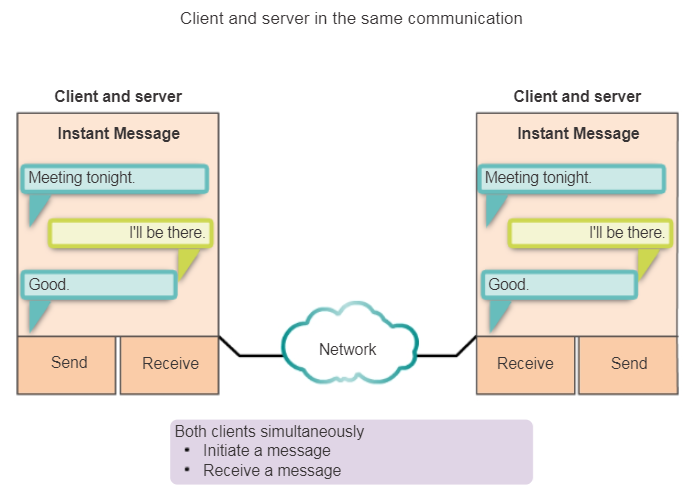 Client and server in the same communication
Client and server
Instant Message
Meeting tonight.
I'll be there.
Good.
Send
Receive
Network
Client and server
Instant Message
Meeting tonight.
I'll be there.
Good.
Receive
Send
Both clients simultaneously
• Initiate a message
• Receive a message